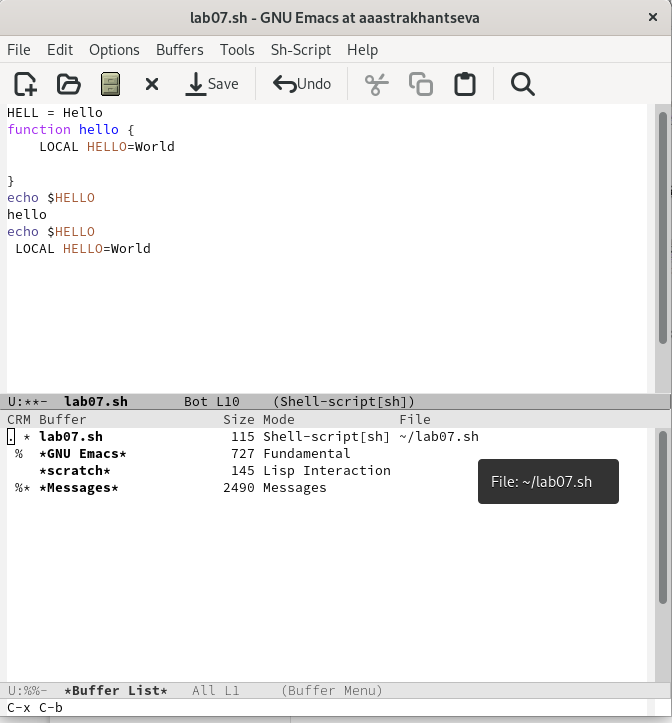 lab07.sh - GNU Emacs at aaastrakhantseva ×
File Edit Options Buffers Tools Sh-Script Help
Save Undo
HELL = Hello
function hello {
    LOCAL HELLO=World
}
echo $HELLO
hello
echo $HELLO
 LOCAL HELLO=World
U:**-  lab07.sh       Bot L10    (Shell-script[sh])
CRM Buffer                 Size Mode             File
. * lab07.sh                115 Shell-script[sh] ~/lab07.sh
 %  *GNU Emacs*             727 Fundamental
    *scratch*               145 Lisp Interaction
 %* *Messages*             2490 Messages
File: ~/lab07.sh
U:%%-  *Buffer List*   All L1     (Buffer Menu)
C-x C-b